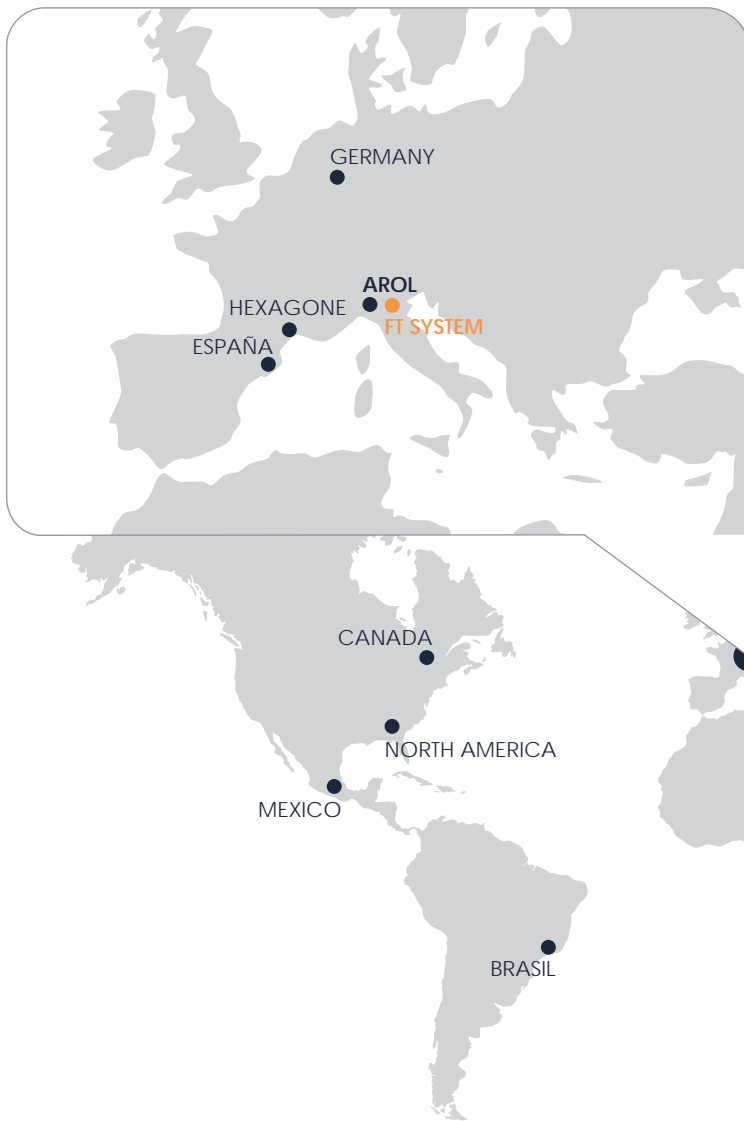 GERMANY
AROL
HEXAGONE
FT SYSTEM
ESPAÑA
CANADA
NORTH AMERICA
MEXICO
BRASIL